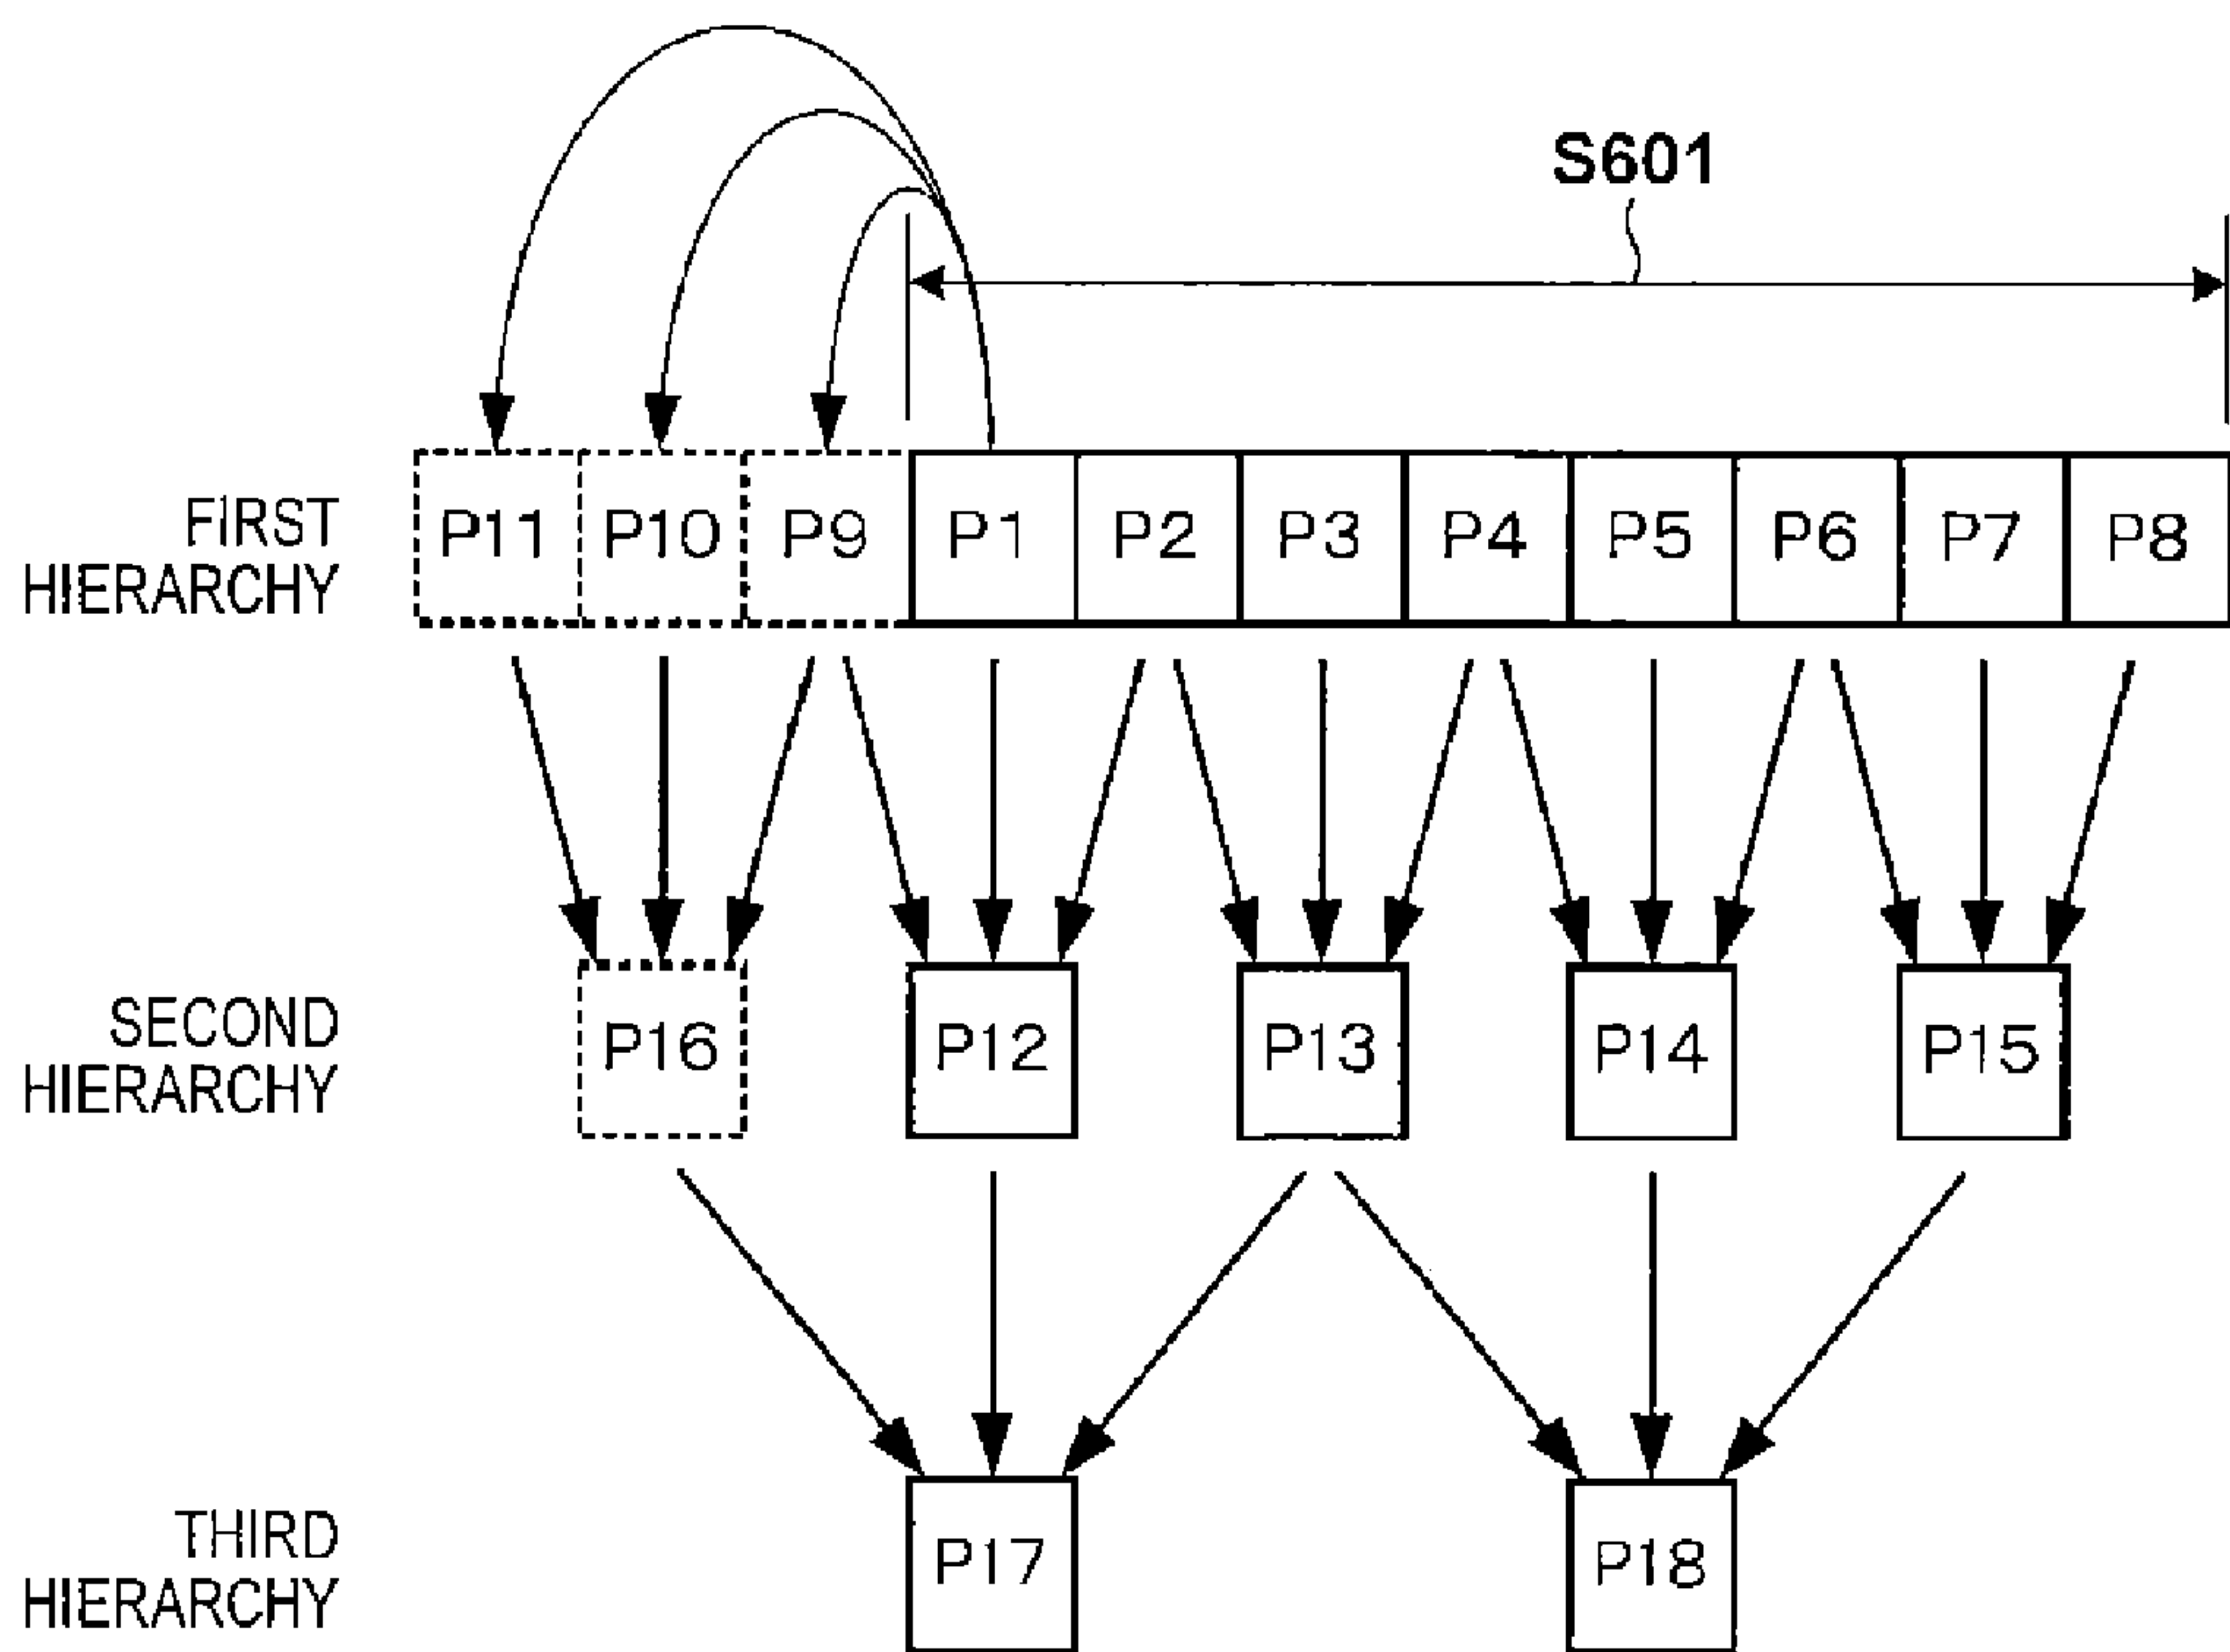 S601
FIRST
HIERARCHY
P11 P10 P9 P1 P2 P3 P4 P5 P6 P7 P8
SECOND
HIERARCHY
P16 P12 P13 P14 P15
THIRD
HIERARCHY
P17 P18